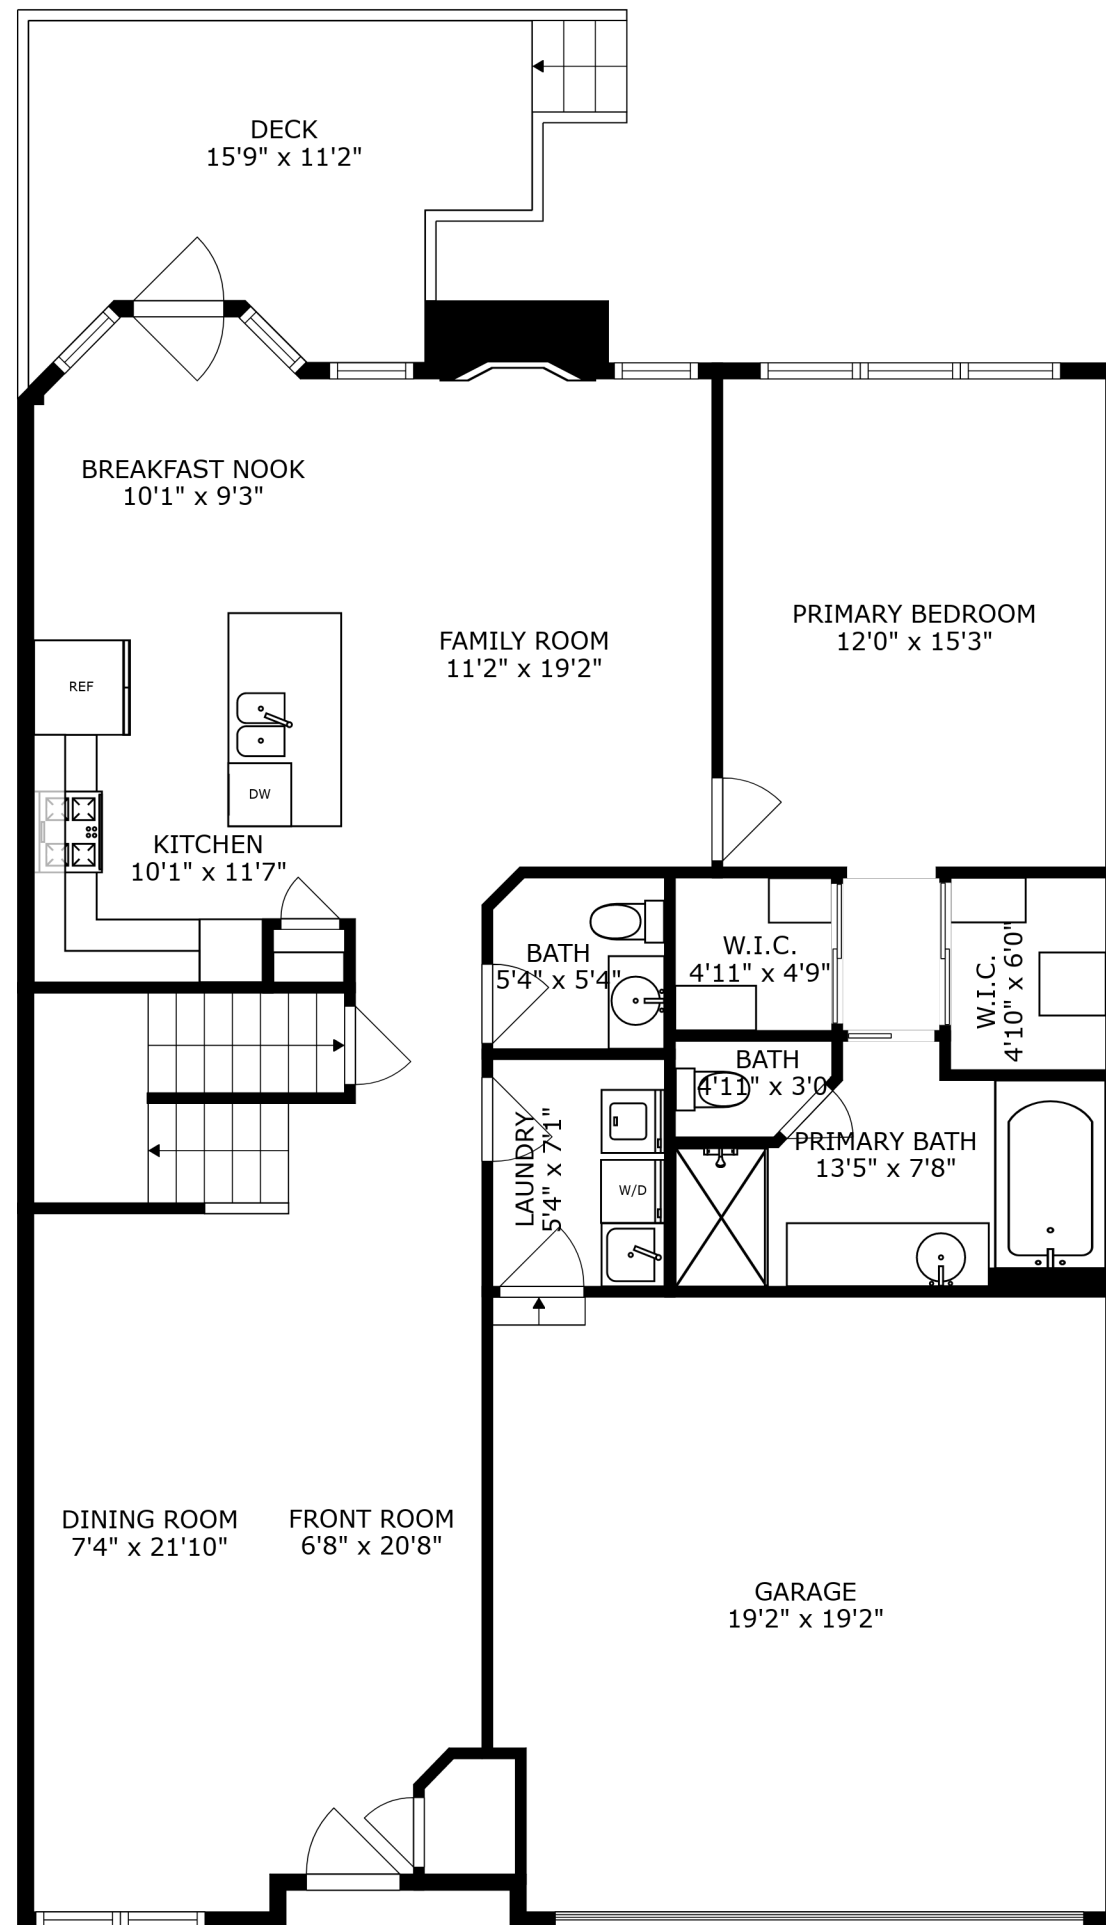 DECK
15'9" x 11'2"
BREAKFAST NOOK
10'1" x 9'3"
FAMILY ROOM
11'2" x 19'2"
PRIMARY BEDROOM
12'0" x 15'3"
REF
DW
KITCHEN
10'1" x 11'7"
BATH
5'4" x 5'4"
W.I.C.
4'11" x 4'9"
W.I.C.
4'10" x 6'0"
BATH
4'11" x 3'0
LAUNDRY
5'4" x 7'1"
W/D
PRIMARY BATH
13'5" x 7'8"
DINING ROOM
7'4" x 21'10"
FRONT ROOM
6'8" x 20'8"
GARAGE
19'2" x 19'2"